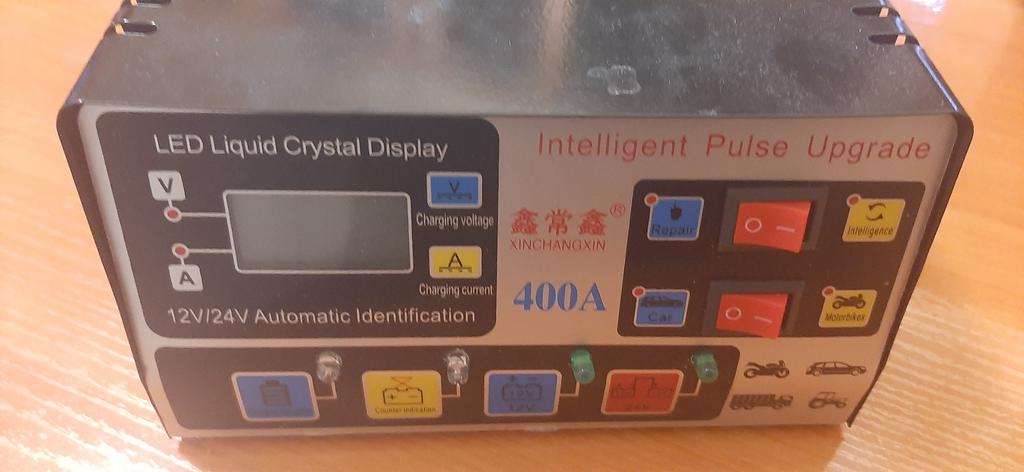 LED Liquid Crystal Display
V
A
V
Charging voltage
A
Charging current
12V/24V Automatic Identification
Intelligent Pulse Upgrade
鑫常鑫®
XINCHANGXIN
400A
Repair
Intelligence
Car
Motorbikes
Counter indication
12V
12V
24V